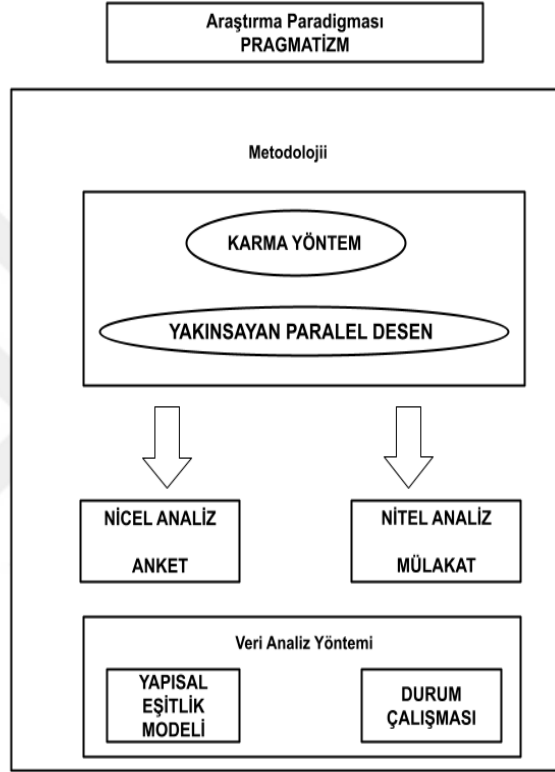 Araştırma Paradigması
PRAGMATİZM
Metodolojii
KARMA YÖNTEM
YAKINSAYAN PARALEL DESEN
NİCEL ANALİZ
ANKET
NİTEL ANALİZ
MÜLAKAT
Veri Analiz Yöntemi
YAPISAL
EŞİTLİK
MODELİ
DURUM
ÇALIŞMASI